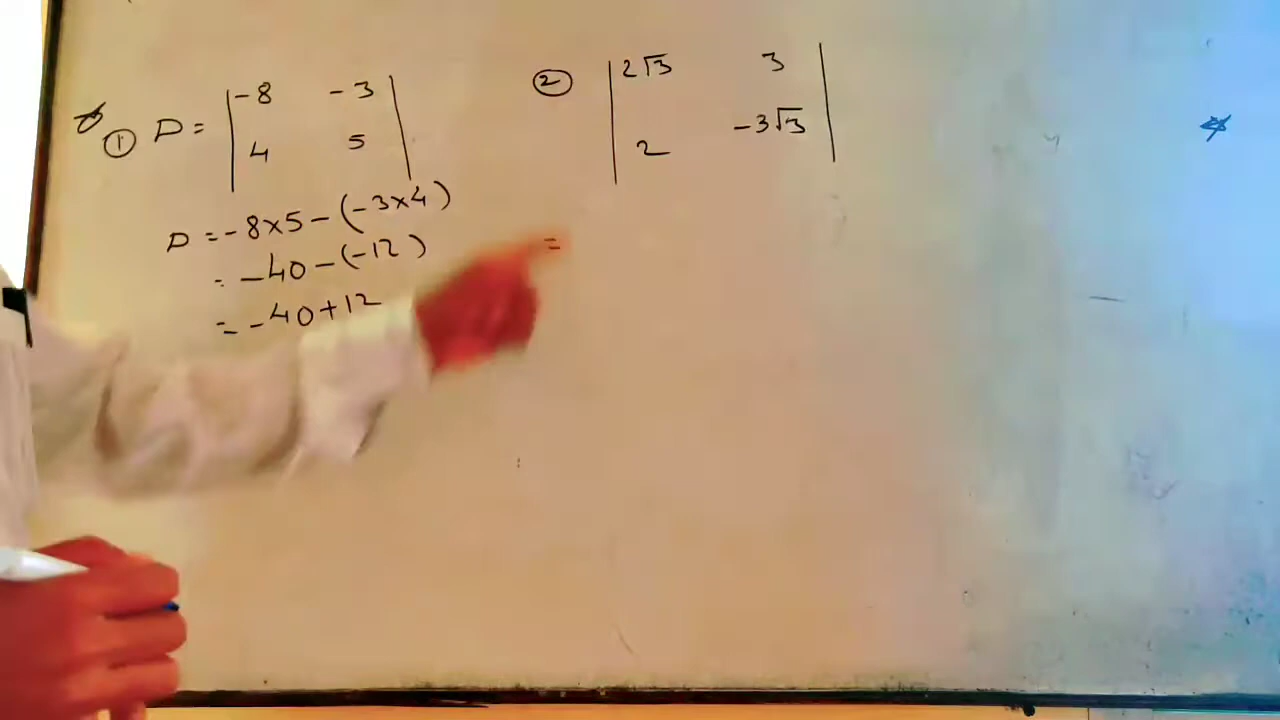 ① D = | -8 -3 |
| 4 5 |
D = -8×5-(-3×4)
= -40-(-12)
= -40+12
② | 2√3 3 |
| 2 -3√3 |
=